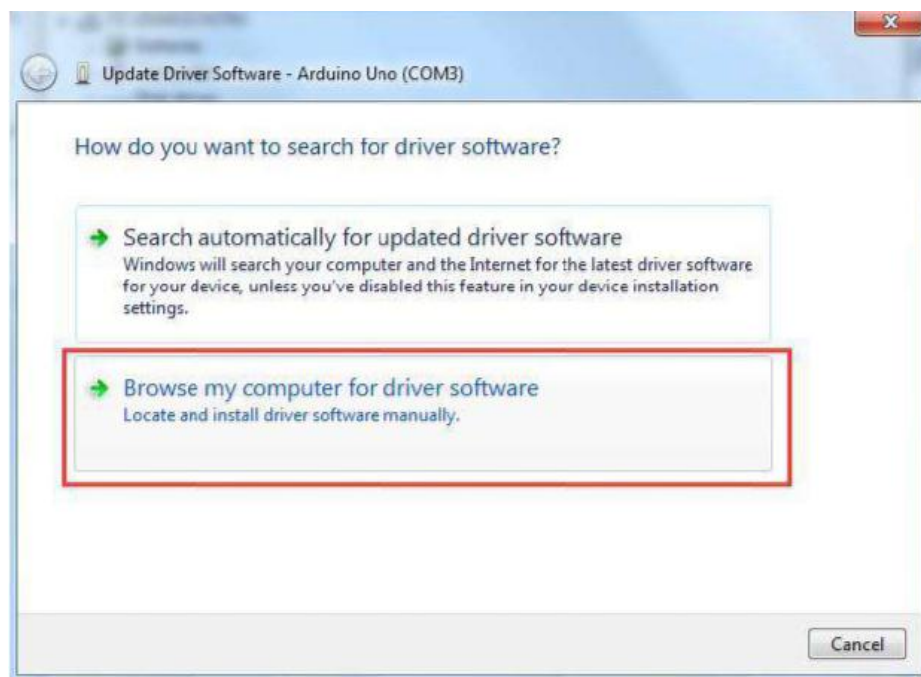 Update Driver Software - Arduino Uno (COM3)
How do you want to search for driver software?
Search automatically for updated driver software
Windows will search your computer and the Internet for the latest driver software
for your device, unless you've disabled this feature in your device installation
settings.
Browse my computer for driver software
Locate and install driver software manually.
Cancel